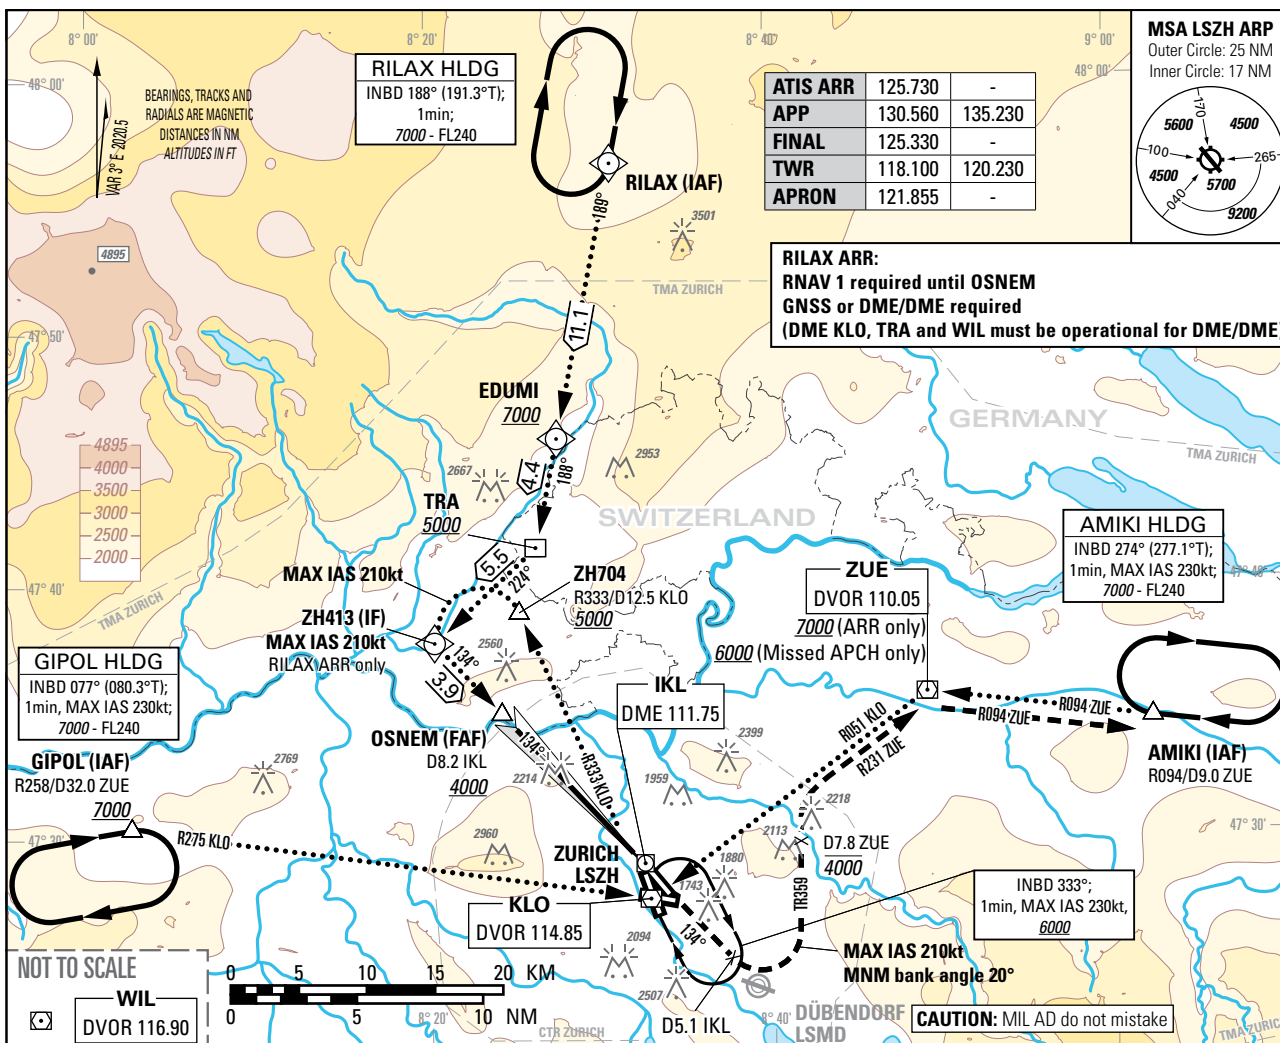 8° 00'
8° 20'
8° 40'
9° 00'
48° 00'
48° 00'
BEARINGS, TRACKS AND
RADIALS ARE MAGNETIC
DISTANCES IN NM
ALTITUDES IN FT
VAR 3° E 2020.5
RILAX HLDG
INBD 188° (191.3°T);
1min;
7000 - FL240
RILAX (IAF)
ATIS ARR 125.730 -
APP 130.560 135.230
FINAL 125.330 -
TWR 118.100 120.230
APRON 121.855 -
MSA LSZH ARP
Outer Circle: 25 NM
Inner Circle: 17 NM
170
5600
4500
100
265
4500
5700
040
9200
189°
3501
4895
TMA ZURICH
RILAX ARR:
RNAV 1 required until OSNEM
GNSS or DME/DME required
(DME KLO, TRA and WIL must be operational for DME/DME)
47° 50'
11.1
EDUMI
7000
GERMANY
TMA ZURICH
4895
4000
3500
3000
2500
2000
2667
4.4
188°
2953
TRA
5000
SWITZERLAND
AMIKI HLDG
INBD 274° (277.1°T);
1min, MAX IAS 230kt;
7000 - FL240
47° 40'
47° 40'
TMA ZURICH
MAX IAS 210kt
5.5
224°
ZH704
R333/D12.5 KLO
5000
ZUE
DVOR 110.05
7000 (ARR only)
6000 (Missed APCH only)
ZH413 (IF)
MAX IAS 210kt
RILAX ARR only
134°
3.9
2560
GIPOL HLDG
INBD 077° (080.3°T);
1min, MAX IAS 230kt;
7000 - FL240
IKL
DME 111.75
R094 ZUE
R094 ZUE
R051 KLO
R231 ZUE
AMIKI (IAF)
R094/D9.0 ZUE
OSNEM (FAF)
D8.2 IKL
4000
134°
2214
R333 KLO
2399
1959
2218
GIPOL (IAF)
R258/D32.0 ZUE
7000
2769
47° 30'
47° 30'
R275 KLO
2960
ZURICH
LSZH
2113
D7.8 ZUE
4000
1880
1743
TR359
KLO
DVOR 114.85
134°
INBD 333°;
1min, MAX IAS 230kt,
6000
MAX IAS 210kt
MNM bank angle 20°
NOT TO SCALE
WIL
DVOR 116.90
0 5 10 15 20 KM
0 5 10 NM
2094
2507
D5.1 IKL
8° 20'
8° 40'
CTR ZURICH
DÜBENDORF
LSMD
CAUTION: MIL AD do not mistake
TMA ZURICH